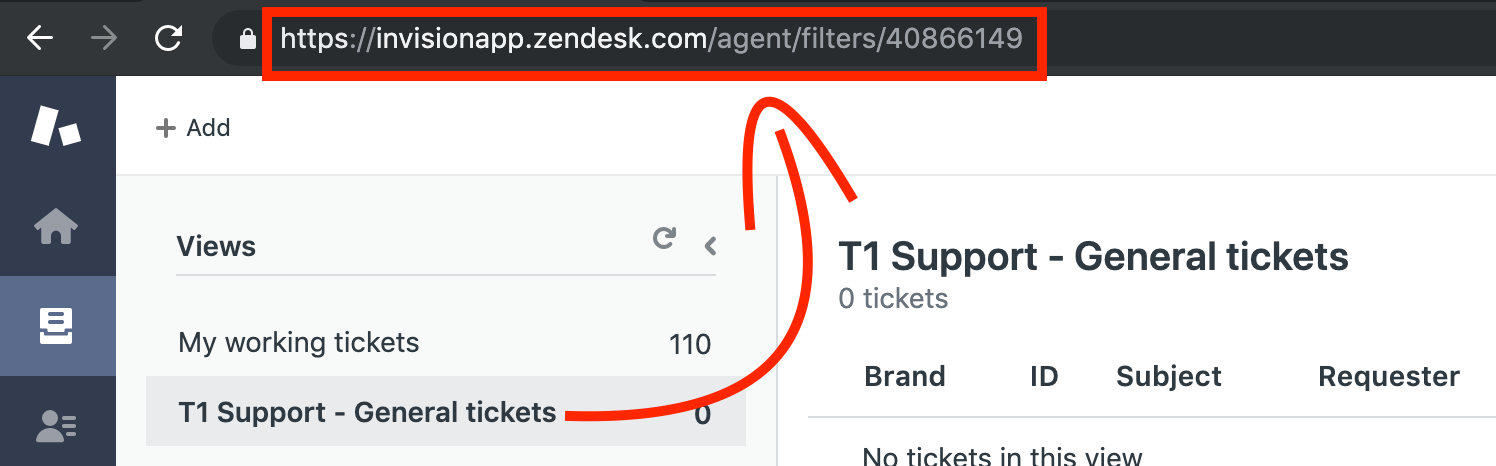 https://invisionapp.zendesk.com/agent/filters/40866149
+ Add
Views
My working tickets 110
T1 Support - General tickets 0
T1 Support - General tickets
0 tickets
Brand ID Subject Requester
No tickets in this view